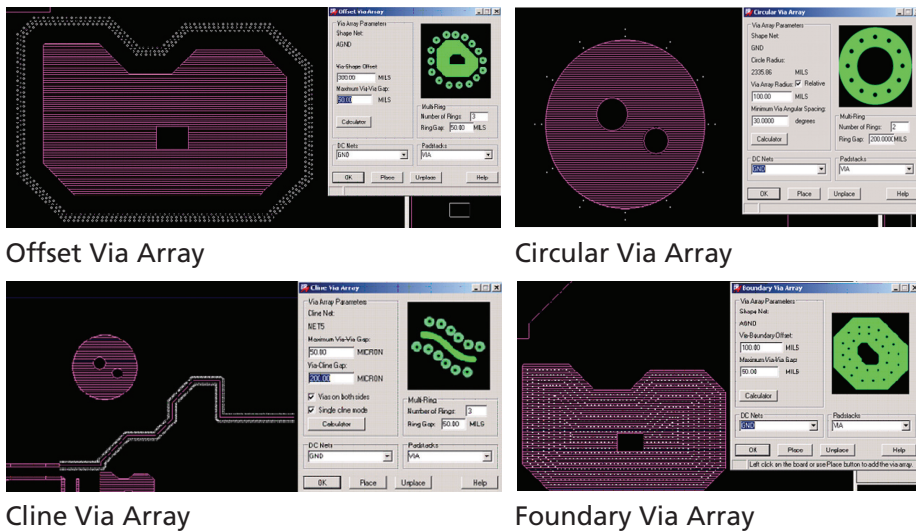 Offset Via Array
Via Array Parameters
Shape Net:
AGND
Via-Shape Offset
300.00 MILS
Maximum Via-Via Gap:
50.00 MILS
Calculator
Multi-Ring
Number of Rings: 3
Ring Gap: 50.00 MILS
DC Nets
GND
Padstacks
VIA
OK Place Unplace Help
Offset Via Array
Circular Via Array
Via Array Parameters
Shape Net:
GND
Circle Radius:
2335.86 MILS
Via Array Radius: Relative
100.00 MILS
Minimum Via Angular Spacing:
30.0000 degrees
Calculator
Multi-Ring
Number of Rings: 2
Ring Gap: 200.000 MILS
DC Nets
GND
Padstacks
VIA
OK Place Unplace Help
Circular Via Array
Cline Via Array
Via Array Parameters
Cline Net:
NET5
Maximum Via-Via Gap:
50.00 MICRON
Via-Cline Gap:
200.00 MICRON
Vias on both sides
Single cline mode
Calculator
Multi-Ring
Number of Rings: 3
Ring Gap: 50.00 MILS
DC Nets
GND
Padstacks
VIA
OK Place Unplace Help
Cline Via Array
Boundary Via Array
Via Array Parameters
Shape Net:
AGND
Via-Boundary Offset:
100.00 MILS
Maximum Via-Via Gap:
50.00 MILS
Calculator
DC Nets
GND
Padstacks
VIA
OK Place Unplace Help
Left click on the board or use Place button to add the via array.
Foundary Via Array